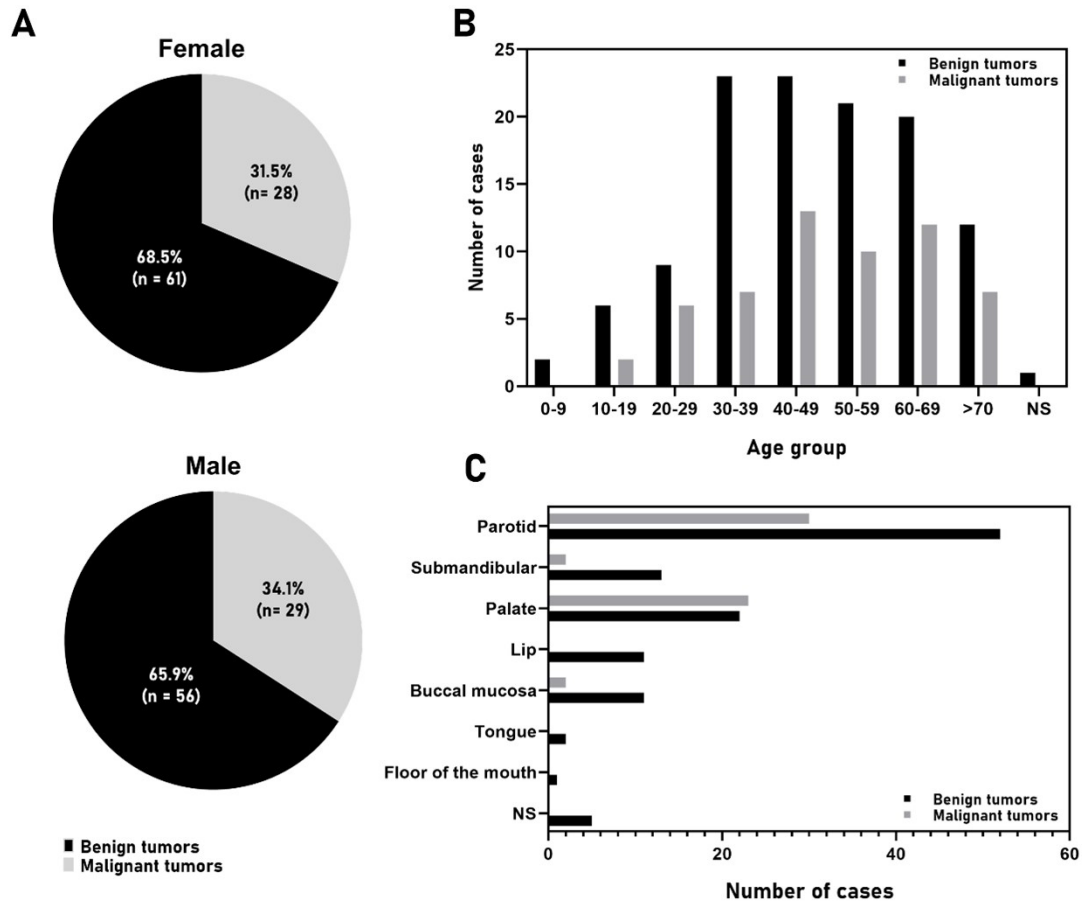 A
Female
31.5%
(n= 28)
68.5%
(n = 61)
Male
34.1%
(n= 29)
65.9%
(n = 56)
Benign tumors
Malignant tumors
B
Number of cases
25
20
15
10
5
0
Benign tumors
Malignant tumors
0-9 10-19 20-29 30-39 40-49 50-59 60-69 >70 NS
Age group
C
Parotid
Submandibular
Palate
Lip
Buccal mucosa
Tongue
Floor of the mouth
NS
Benign tumors
Malignant tumors
0 20 40 60
Number of cases